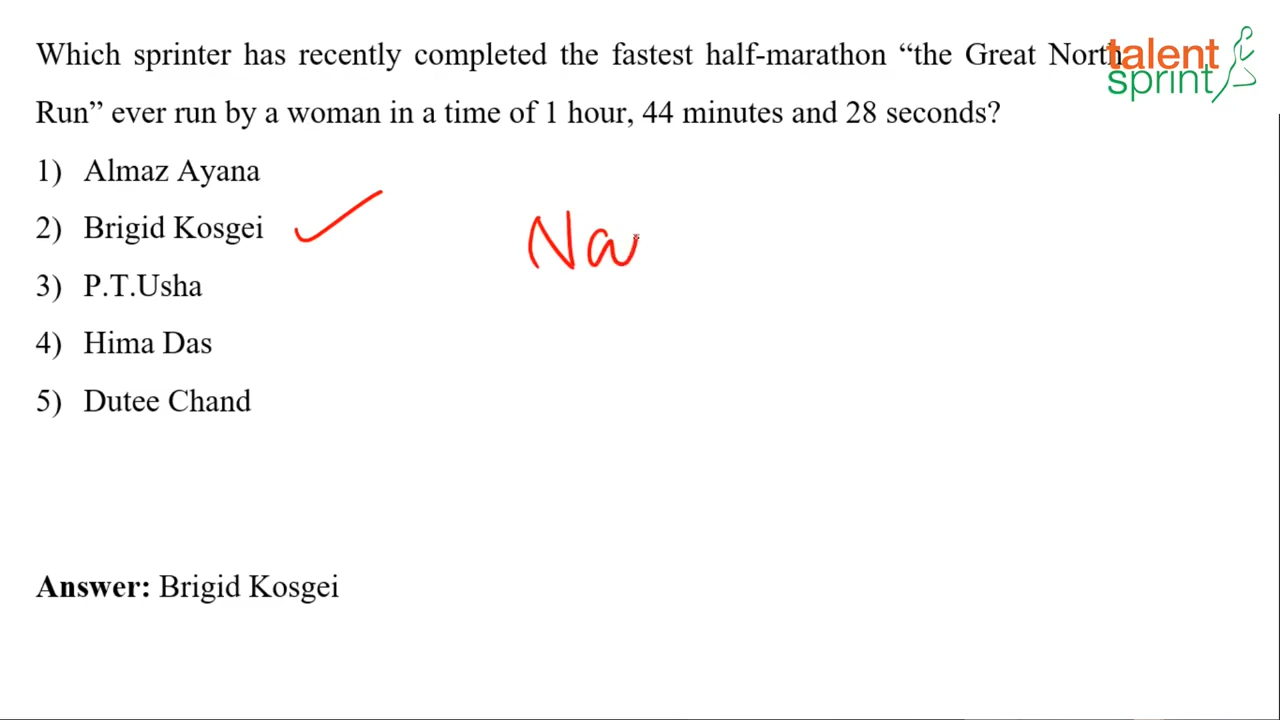 Which sprinter has recently completed the fastest half-marathon “the Great North
Run” ever run by a woman in a time of 1 hour, 44 minutes and 28 seconds?
talent
sprint
1) Almaz Ayana
2) Brigid Kosgei
3) P.T.Usha
4) Hima Das
5) Dutee Chand
Na
Answer: Brigid Kosgei